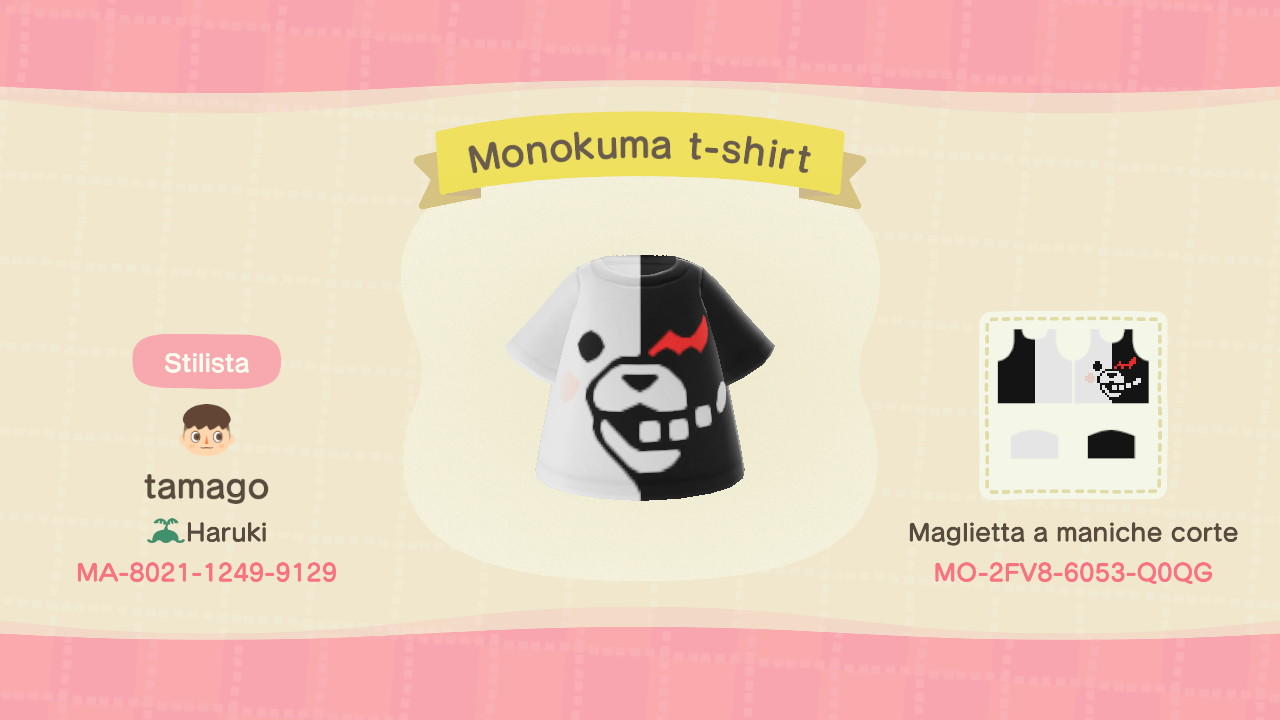 Monokuma t-shirt
Stilista
tamago
Haruki
MA-8021-1249-9129
Maglietta a maniche corte
MO-2FV8-6053-Q0QG